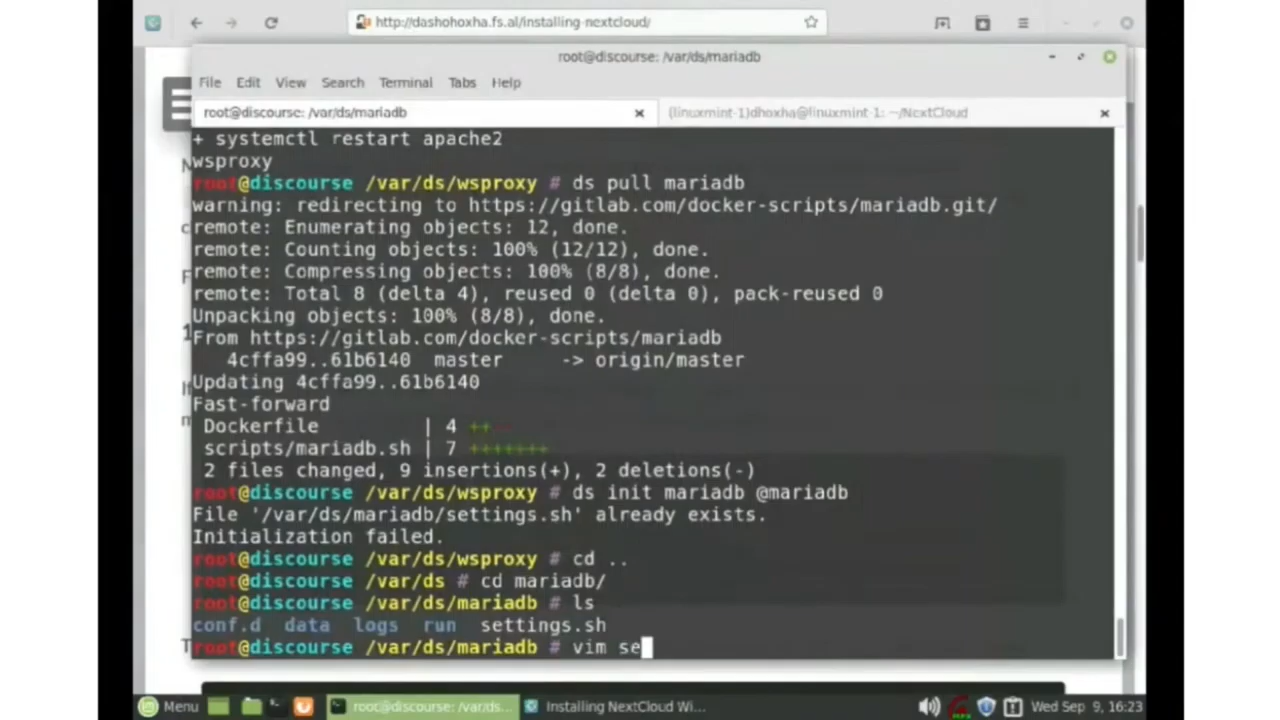 http://dashohoxha.fs.al/installing-nextcloud/
root@discourse: /var/ds/mariadb
File Edit View Search Terminal Tabs Help
root@discourse: /var/ds/mariadb
(linuxmint-1)dhoxha@linuxmint-1: ~/NextCloud
+ systemctl restart apache2
wsproxy
root@discourse /var/ds/wsproxy # ds pull mariadb
warning: redirecting to https://gitlab.com/docker-scripts/mariadb.git/
remote: Enumerating objects: 12, done.
remote: Counting objects: 100% (12/12), done.
remote: Compressing objects: 100% (8/8), done.
remote: Total 8 (delta 4), reused 0 (delta 0), pack-reused 0
Unpacking objects: 100% (8/8), done.
From https://gitlab.com/docker-scripts/mariadb
4cffa99..61b6140 master -> origin/master
Updating 4cffa99..61b6140
Fast-forward
Dockerfile | 4 ++--
scripts/mariadb.sh | 7 +++++++
2 files changed, 9 insertions(+), 2 deletions(-)
root@discourse /var/ds/wsproxy # ds init mariadb @mariadb
File '/var/ds/mariadb/settings.sh' already exists.
Initialization failed.
root@discourse /var/ds/wsproxy # cd ..
root@discourse /var/ds # cd mariadb/
root@discourse /var/ds/mariadb # ls
conf.d data logs run settings.sh
root@discourse /var/ds/mariadb # vim se
Menu
root@discourse: /var/ds...
Installing NextCloud Wi...
Wed Sep 9, 16:23